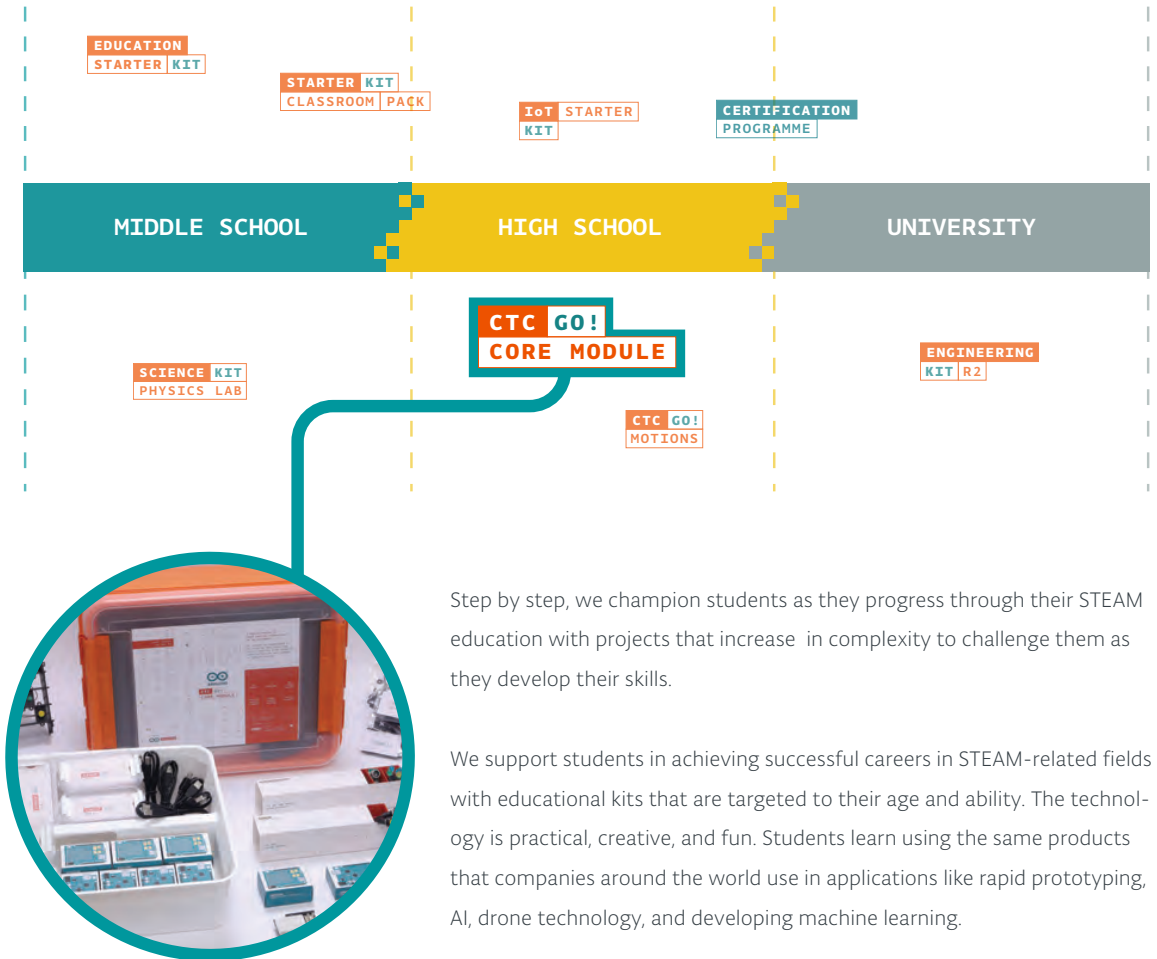 EDUCATION
STARTER KIT
STARTER KIT
CLASSROOM PACK
IoT STARTER
KIT
CERTIFICATION
PROGRAMME
MIDDLE SCHOOL
HIGH SCHOOL
UNIVERSITY
CTC GO!
CORE MODULE
SCIENCE KIT
PHYSICS LAB
ENGINEERING
KIT R2
CTC GO!
MOTIONS
CTC GO!
CORE MODULE
Step by step, we champion students as they progress through their STEAM
education with projects that increase in complexity to challenge them as
they develop their skills.
We support students in achieving successful careers in STEAM-related fields
with educational kits that are targeted to their age and ability. The technol-
ogy is practical, creative, and fun. Students learn using the same products
that companies around the world use in applications like rapid prototyping,
AI, drone technology, and developing machine learning.